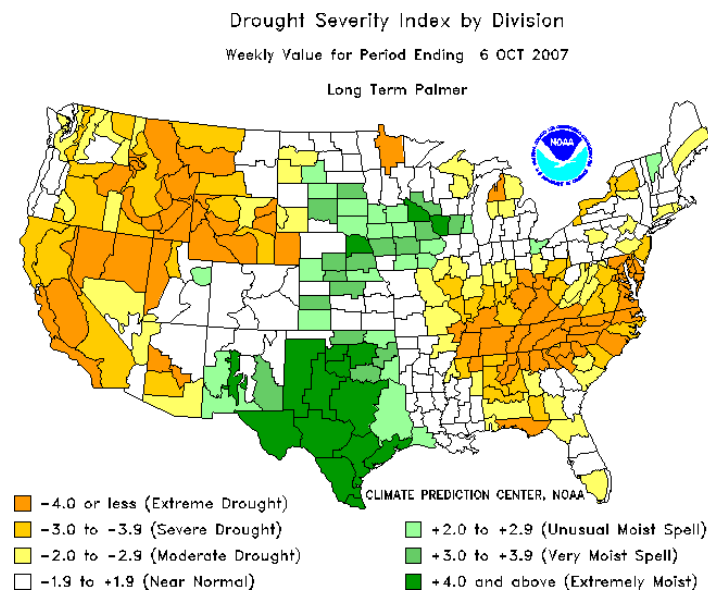 Drought Severity Index by Division
Weekly Value for Period Ending 6 OCT 2007
Long Term Palmer
NOAA
CLIMATE PREDICTION CENTER, NOAA
-4.0 or less (Extreme Drought)
-3.0 to -3.9 (Severe Drought)
-2.0 to -2.9 (Moderate Drought)
-1.9 to +1.9 (Near Normal)
+2.0 to +2.9 (Unusual Moist Spell)
+3.0 to +3.9 (Very Moist Spell)
+4.0 and above (Extremely Moist)